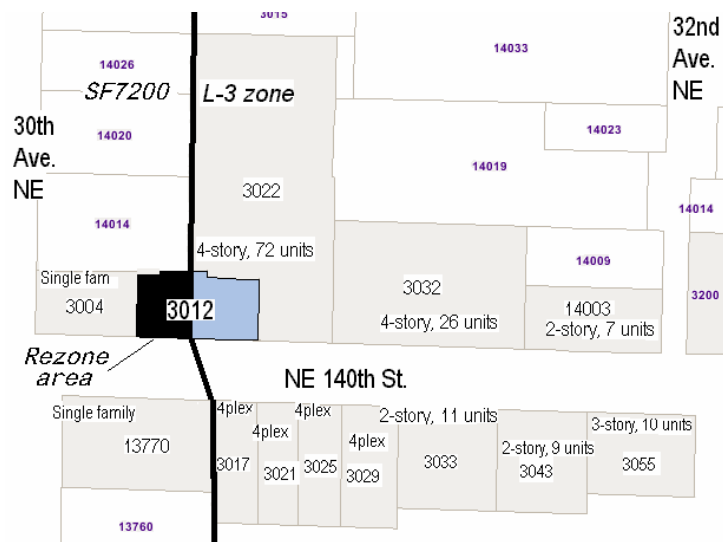 3015
32nd
Ave.
NE
14026
14033
SF7200
L-3 zone
30th
Ave.
NE
14020
14023
14019
3022
14014
14014
4-story, 72 units
Single fam
14009
3004
3012
3032
3200
14003
4-story, 26 units
2-story, 7 units
Rezone
area
NE 140th St.
Single family
4plex
4plex
2-story, 11 units
3-story, 10 units
4plex
4plex
13770
3017
3021
3025
3029
3033
2-story, 9 units
3043
3055
13760